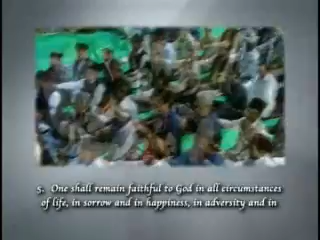 5. One shall remain faithful to God in all circumstances
of life, in sorrow and in happiness, in adversity and in